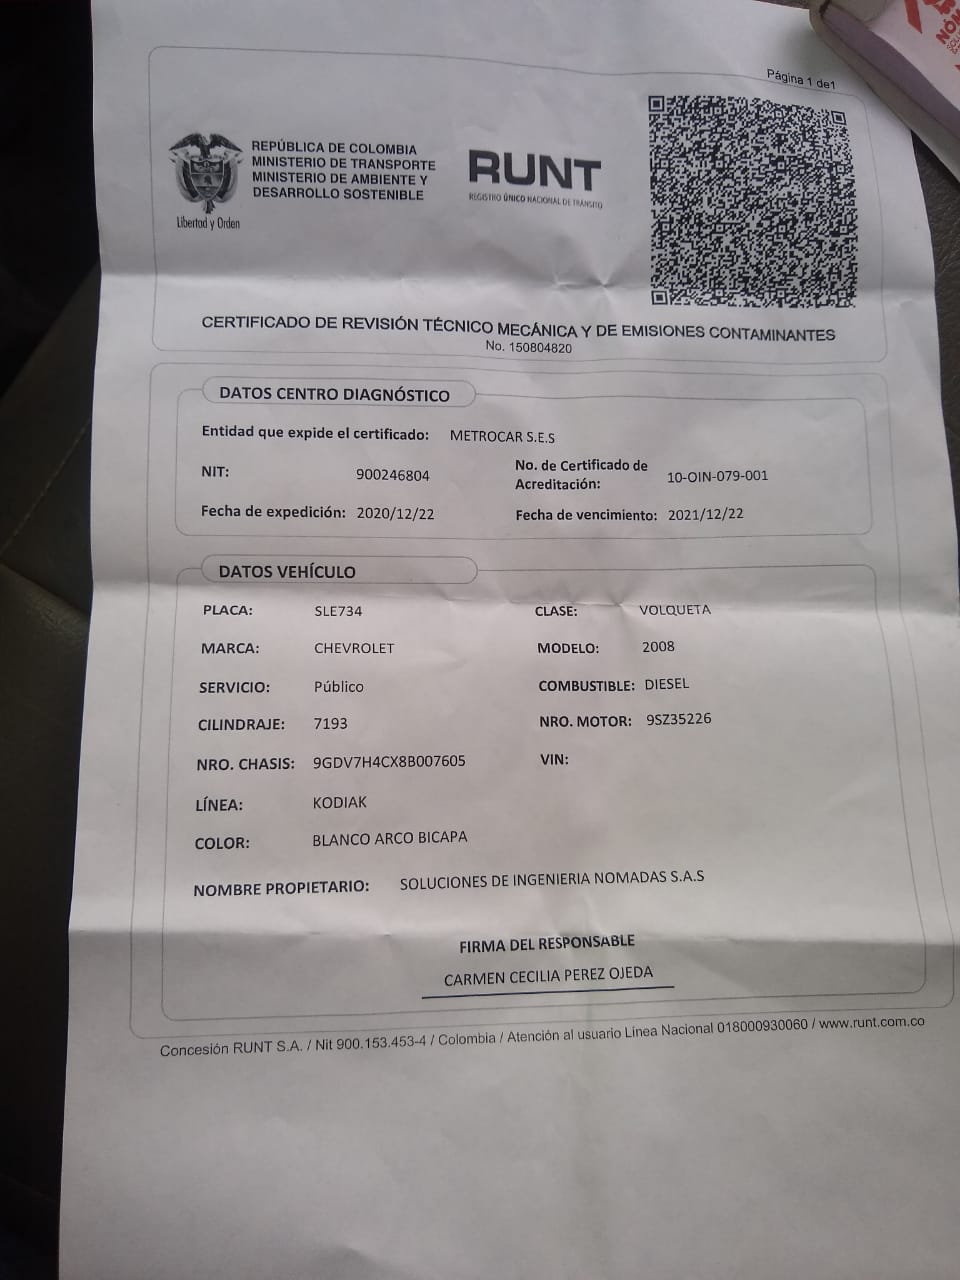 Página 1 de1
REPÚBLICA DE COLOMBIA
MINISTERIO DE TRANSPORTE
MINISTERIO DE AMBIENTE Y
DESARROLLO SOSTENIBLE
Libertad y Orden
RUNT
REGISTRO ÚNICO NACIONAL DE TRÁNSITO
CERTIFICADO DE REVISIÓN TÉCNICO MECÁNICA Y DE EMISIONES CONTAMINANTES
No. 150804820
DATOS CENTRO DIAGNÓSTICO
Entidad que expide el certificado: METROCAR S.E.S
NIT: 900246804 No. de Certificado de Acreditación: 10-OIN-079-001
Fecha de expedición: 2020/12/22 Fecha de vencimiento: 2021/12/22
DATOS VEHÍCULO
PLACA: SLE734 CLASE: VOLQUETA
MARCA: CHEVROLET MODELO: 2008
SERVICIO: Público COMBUSTIBLE: DIESEL
CILINDRAJE: 7193 NRO. MOTOR: 9SZ35226
NRO. CHASIS: 9GDV7H4CX8B007605 VIN:
LÍNEA: KODIAK
COLOR: BLANCO ARCO BICAPA
NOMBRE PROPIETARIO: SOLUCIONES DE INGENIERIA NOMADAS S.A.S
FIRMA DEL RESPONSABLE
CARMEN CECILIA PEREZ OJEDA
Concesión RUNT S.A. / Nit 900.153.453-4 / Colombia / Atención al usuario Línea Nacional 018000930060 / www.runt.com.co